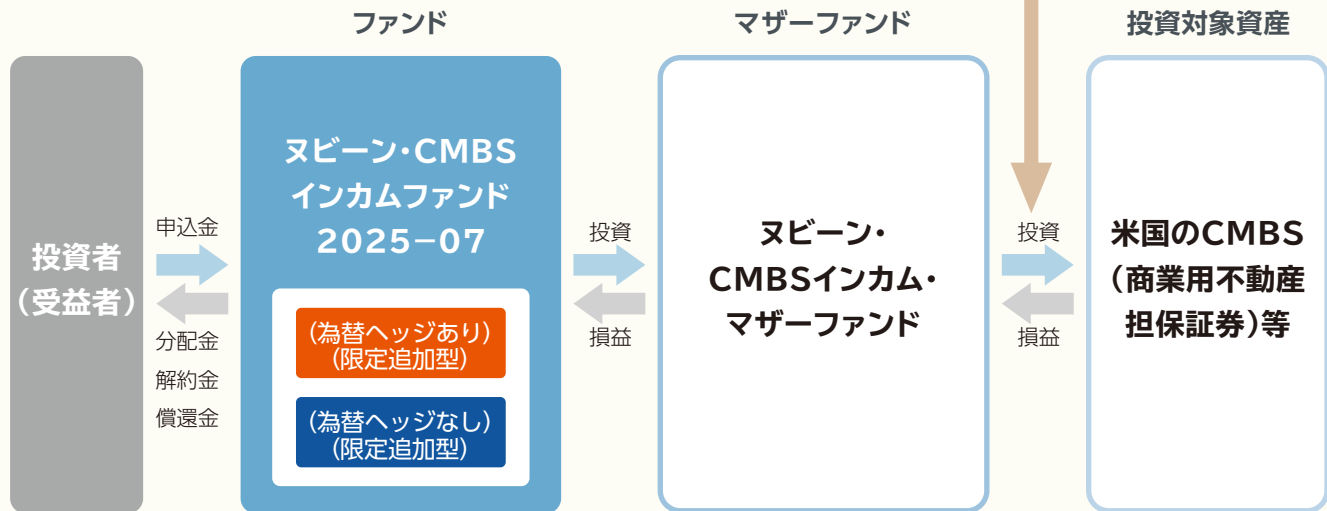 ファンド
マザーファンド
投資対象資産
投資者
(受益者)
申込金
分配金
解約金
償還金
ヌビーン・CMBS
インカムファンド
2025−07
(為替ヘッジあり)
(限定追加型)
(為替ヘッジなし)
(限定追加型)
投資
損益
ヌビーン・
CMBSインカム・
マザーファンド
投資
損益
米国のCMBS
(商業用不動産
担保証券)等